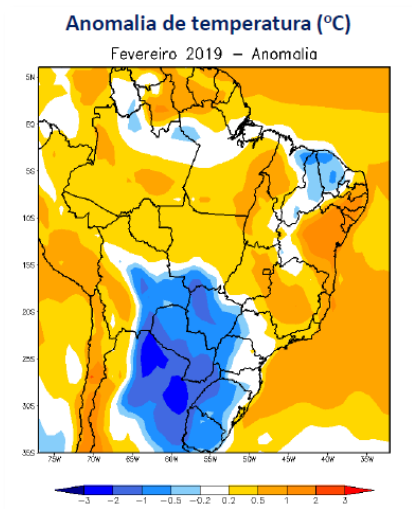 Anomalia de temperatura (ºC)
Fevereiro 2019 – Anomalia
5N
EQ
5S
10S
15S
20S
25S
30S
35S
75W 70W 65W 60W 55W 50W 45W 40W 35W
-3 -2 -1 -0.5 -0.2 0.2 0.5 1 2 3